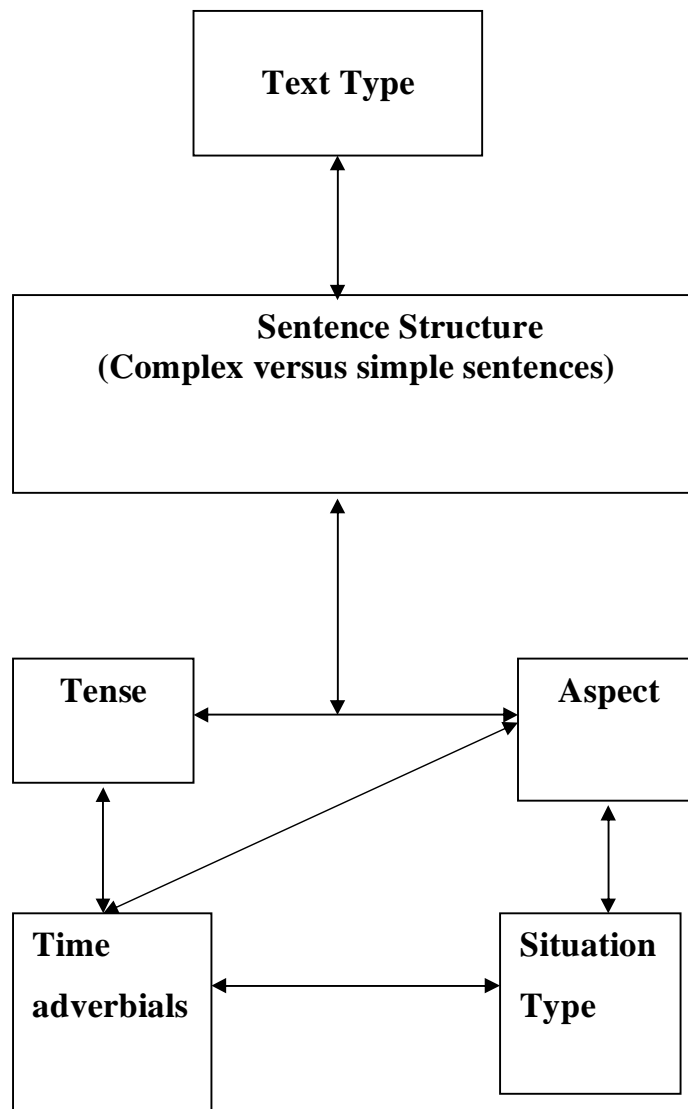 Text Type
Sentence Structure
(Complex versus simple sentences)
Tense
Aspect
Time
adverbials
Situation
Type